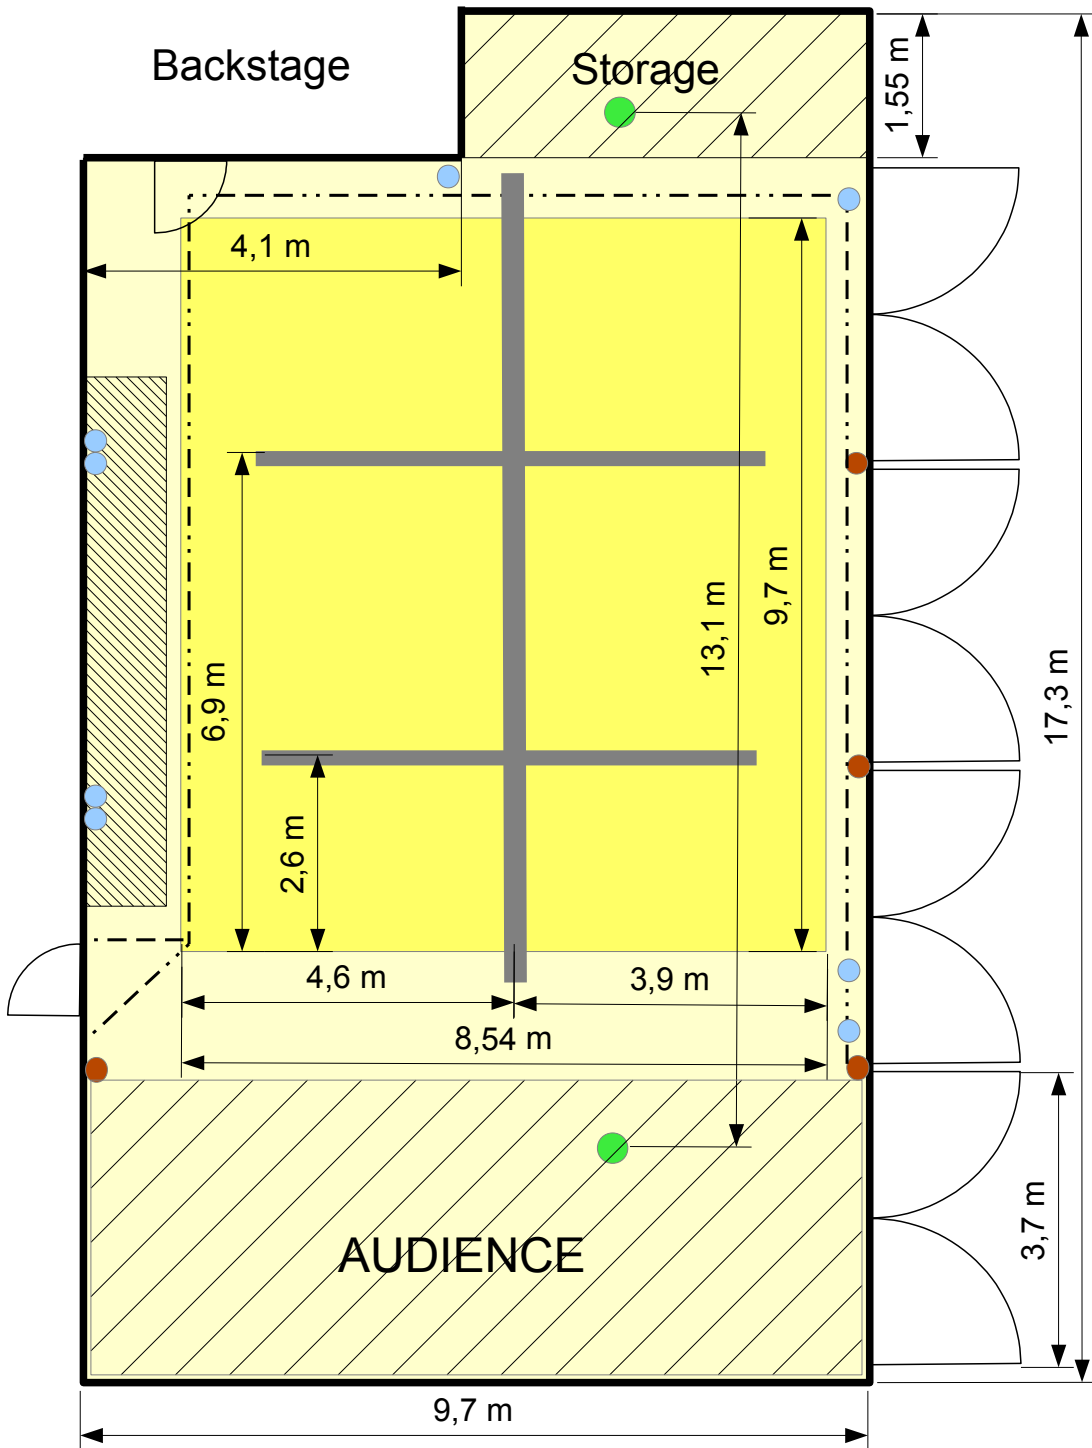 Backstage
Storage
1,55 m
4,1 m
9,7 m
13,1 m
6,9 m
17,3 m
2,6 m
4,6 m
3,9 m
8,54 m
3,7 m
AUDIENCE
9,7 m